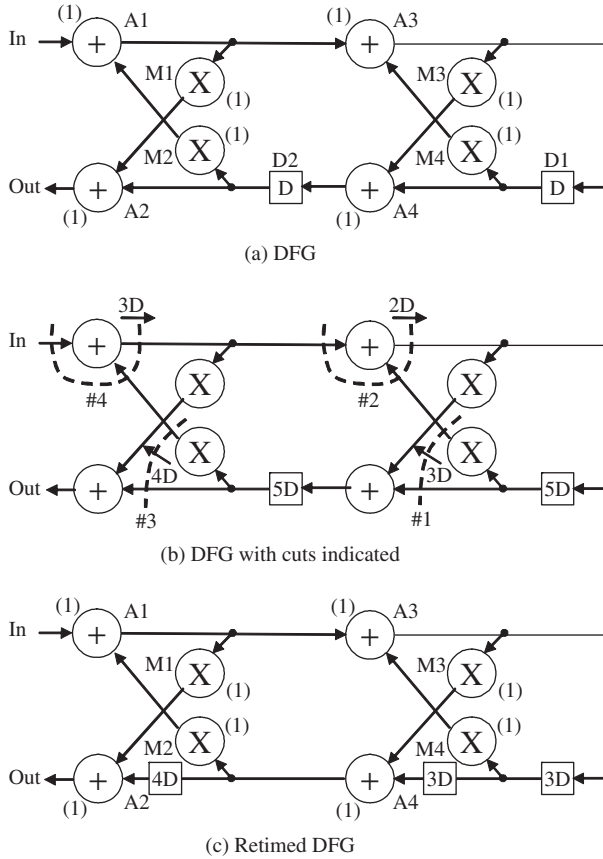 (1) A1 (1) A3
In + +
M1 X (1) M3 X (1)
(1) (1)
M2 X M4 X
D2 D1
Out + D + D
(1) A2 (1) A4
(a) DFG
3D 2D
In + +
#4 X #2 X
X X
4D 3D
Out + 5D + 5D
#3 #1
(b) DFG with cuts indicated
(1) A1 (1) A3
In + +
M1 X (1) M3 X (1)
(1) (1)
M2 X M4 X
Out + 4D + 3D 3D
(1) A2 (1) A4
(c) Retimed DFG